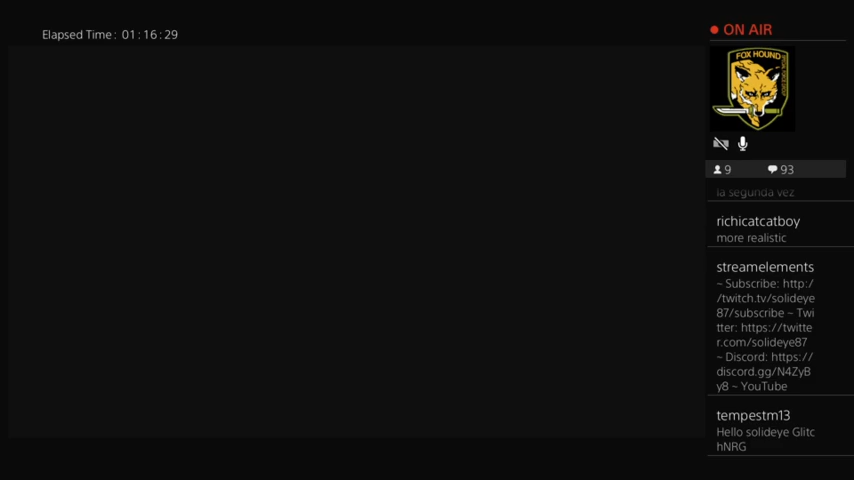 Elapsed Time: 01:16:29
ON AIR
FOX HOUND
9 93
la segunda vez
richicatcatboy
more realistic
streamelements
~ Subscribe: http:/
/twitch.tv/solideye
87/subscribe ~ Twi
tter: https://twitte
r.com/solideye87
~ Discord: https://
discord.gg/N4ZyB
y8 ~ YouTube
tempestm13
Hello solideye Glitc
hNRG